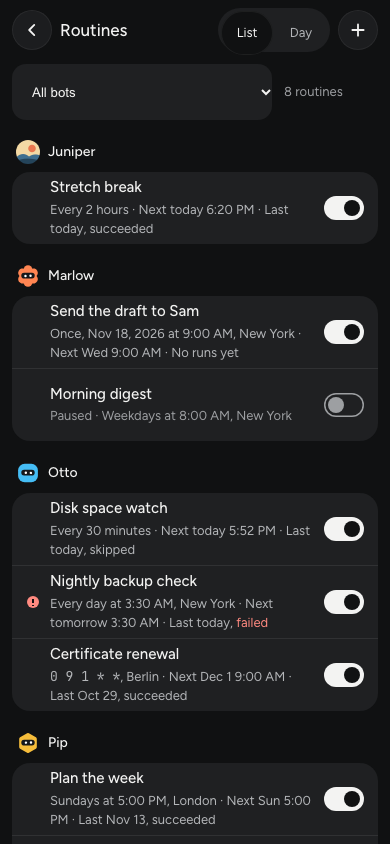 Routines
List
Day
All bots
8 routines
Juniper
Stretch break
Every 2 hours · Next today 6:20 PM · Last
today, succeeded
Marlow
Send the draft to Sam
Once, Nov 18, 2026 at 9:00 AM, New York ·
Next Wed 9:00 AM · No runs yet
Morning digest
Paused · Weekdays at 8:00 AM, New York
Otto
Disk space watch
Every 30 minutes · Next today 5:52 PM · Last
today, skipped
Nightly backup check
Every day at 3:30 AM, New York · Next
tomorrow 3:30 AM · Last today, failed
Certificate renewal
0 9 1 * *, Berlin · Next Dec 1 9:00 AM ·
Last Oct 29, succeeded
Pip
Plan the week
Sundays at 5:00 PM, London · Next Sun 5:00
PM · Last Nov 13, succeeded